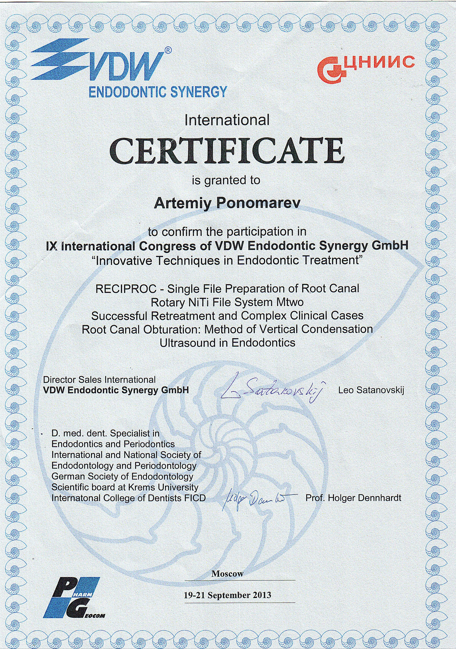 VDW®
ENDODONTIC SYNERGY
ЦНИИС
International
CERTIFICATE
is granted to
Artemiy Ponomarev
to confirm the participation in
IX international Congress of VDW Endodontic Synergy GmbH
“Innovative Techniques in Endodontic Treatment”
RECIPROC - Single File Preparation of Root Canal
Rotary NiTi File System Mtwo
Successful Retreatment and Complex Clinical Cases
Root Canal Obturation: Method of Vertical Condensation
Ultrasound in Endodontics
Director Sales International
VDW Endodontic Synergy GmbH
L. Satanovskij
Leo Satanovskij
D. med. dent. Specialist in
Endodontics and Periodontics
International and National Society of
Endodontology and Periodontology
German Society of Endodontology
Scientific board at Krems University
Internatonal College of Dentists FICD
Prof. Holger Dennhardt
Moscow
19-21 September 2013
PHARM
GEOCOM